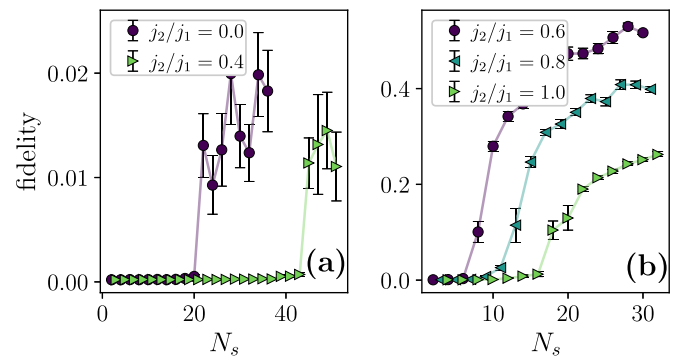 j₂/j₁ = 0.0
j₂/j₁ = 0.4
fidelity
0.02
0.01
0.00
0
20
40
N_s
(a)
j₂/j₁ = 0.6
j₂/j₁ = 0.8
j₂/j₁ = 1.0
0.4
0.2
0.0
10
20
30
N_s
(b)